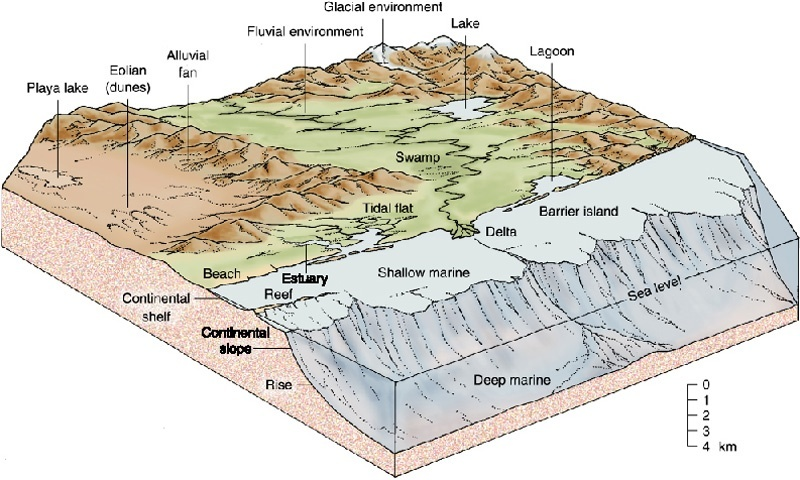 Glacial environment
Lake
Fluvial environment
Lagoon
Alluvial
fan
Eolian
(dunes)
Playa lake
Swamp
Tidal flat
Barrier island
Delta
Beach
Estuary
Shallow marine
Continental
shelf
Reef
Sea level
Continental
slope
Rise
Deep marine
0
1
2
3
4 km